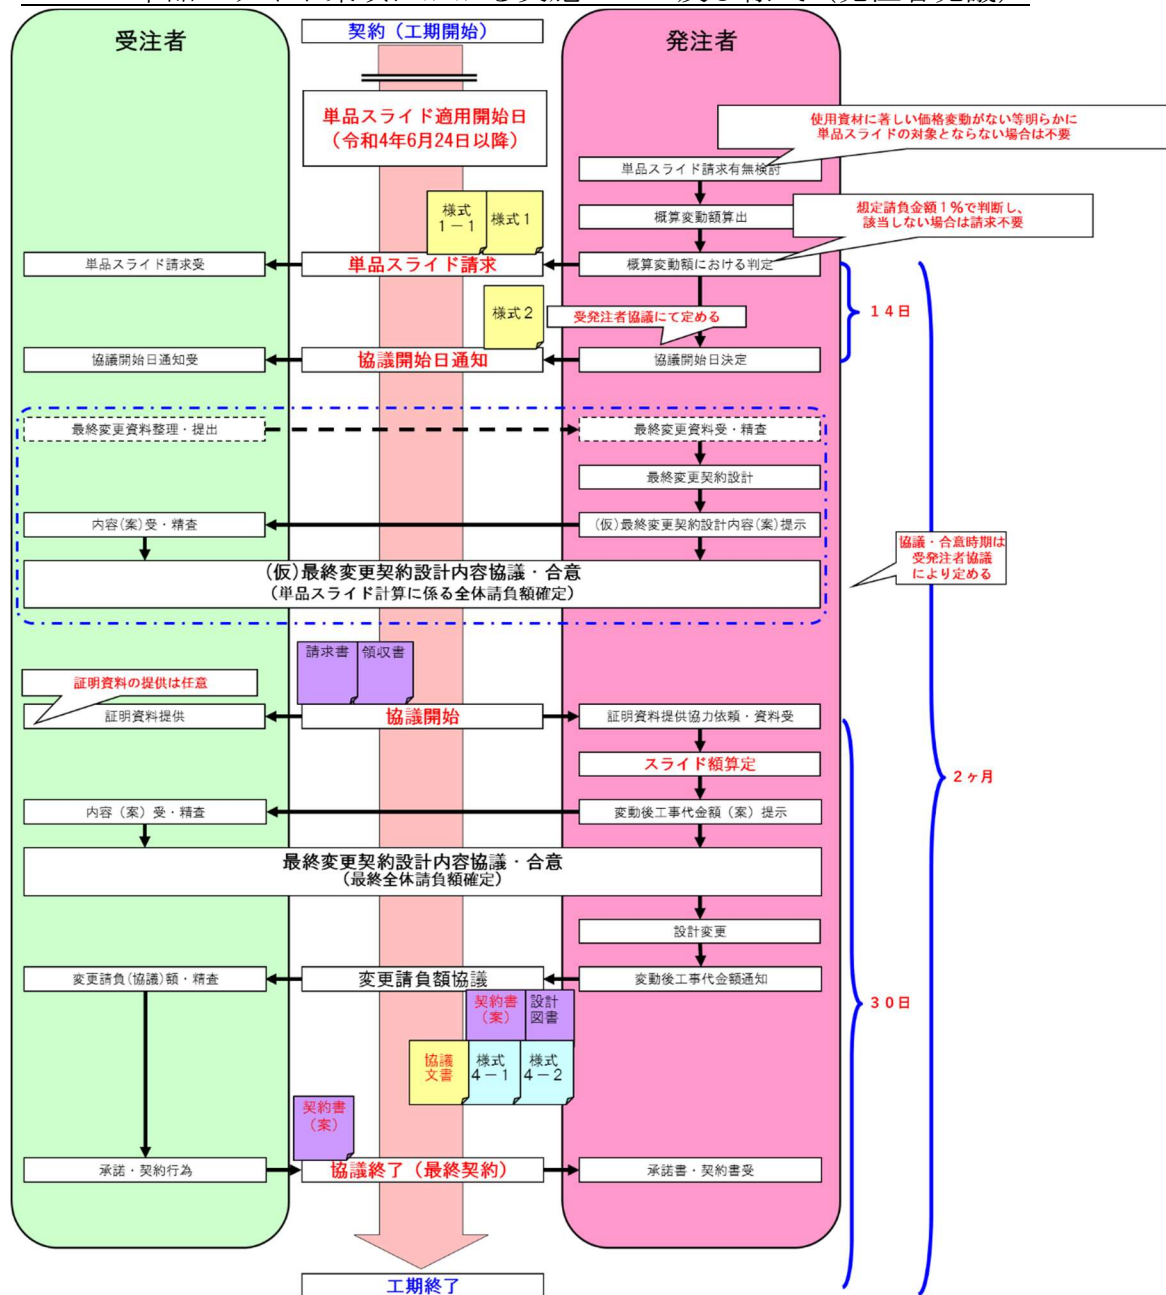 受注者
契約（工期開始）
発注者
単品スライド適用開始日
（令和4年6月24日以降）
使用資材に著しい価格変動がない等明らかに
単品スライドの対象とならない場合は不要
単品スライド請求有無検討
様式
1－1
様式1
概算変動額算出
想定請負金額1％で判断し、
該当しない場合は請求不要
単品スライド請求受
単品スライド請求
概算変動額における判定
様式2
受発注者協議にて定める
14日
協議開始日通知受
協議開始日通知
協議開始日決定
最終変更資料整理・提出
最終変更資料受・精査
最終変更契約設計
内容(案)受・精査
(仮)最終変更契約設計内容(案)提示
協議・合意時期は
受発注者協議
により定める
(仮)最終変更契約設計内容協議・合意
(単品スライド計算に係る全体請負額確定)
請求書
領収書
証明資料の提供は任意
証明資料提供
協議開始
証明資料提供協力依頼・資料受
スライド額算定
2ヶ月
内容（案）受・精査
変動後工事代金額（案）提示
最終変更契約設計内容協議・合意
(最終全体請負額確定)
設計変更
変更請負(協議)額・精査
変更請負額協議
変動後工事代金額通知
30日
契約書
（案）
設計
図書
協議
文書
様式
4－1
様式
4－2
契約書
（案）
承諾・契約行為
協議終了（最終契約）
承諾書・契約書受
工期終了